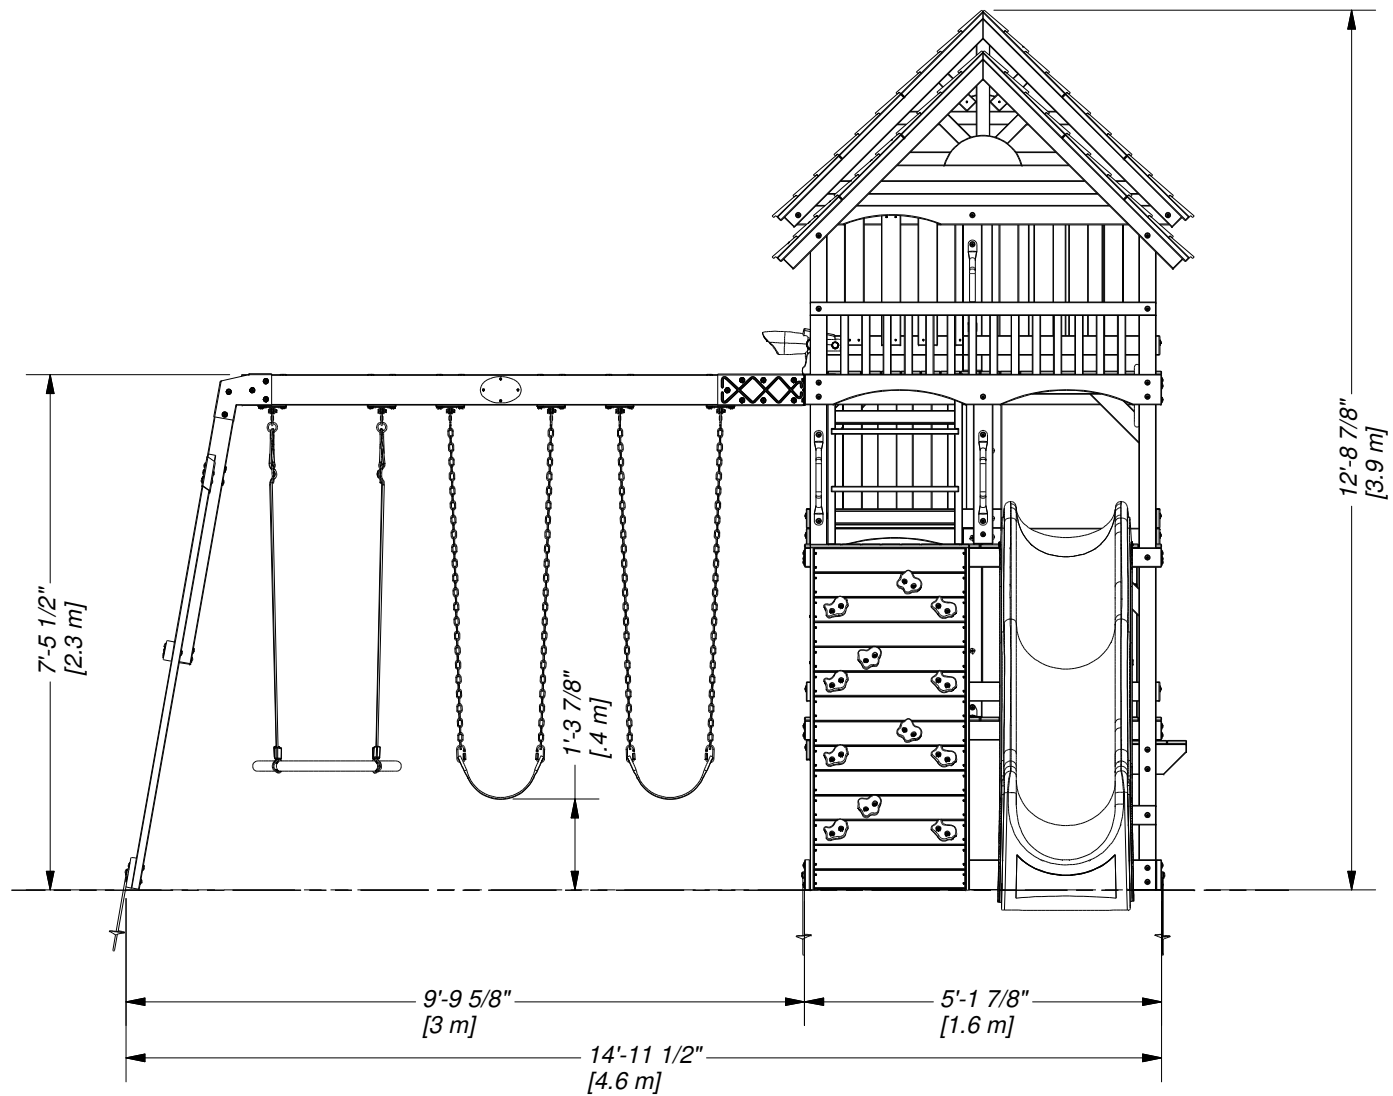 12'-8 7/8"
[3.9 m]
7'-5 1/2"
[2.3 m]
1'-3 7/8"
[.4 m]
9'-9 5/8"
[3 m]
5'-1 7/8"
[1.6 m]
14'-11 1/2"
[4.6 m]